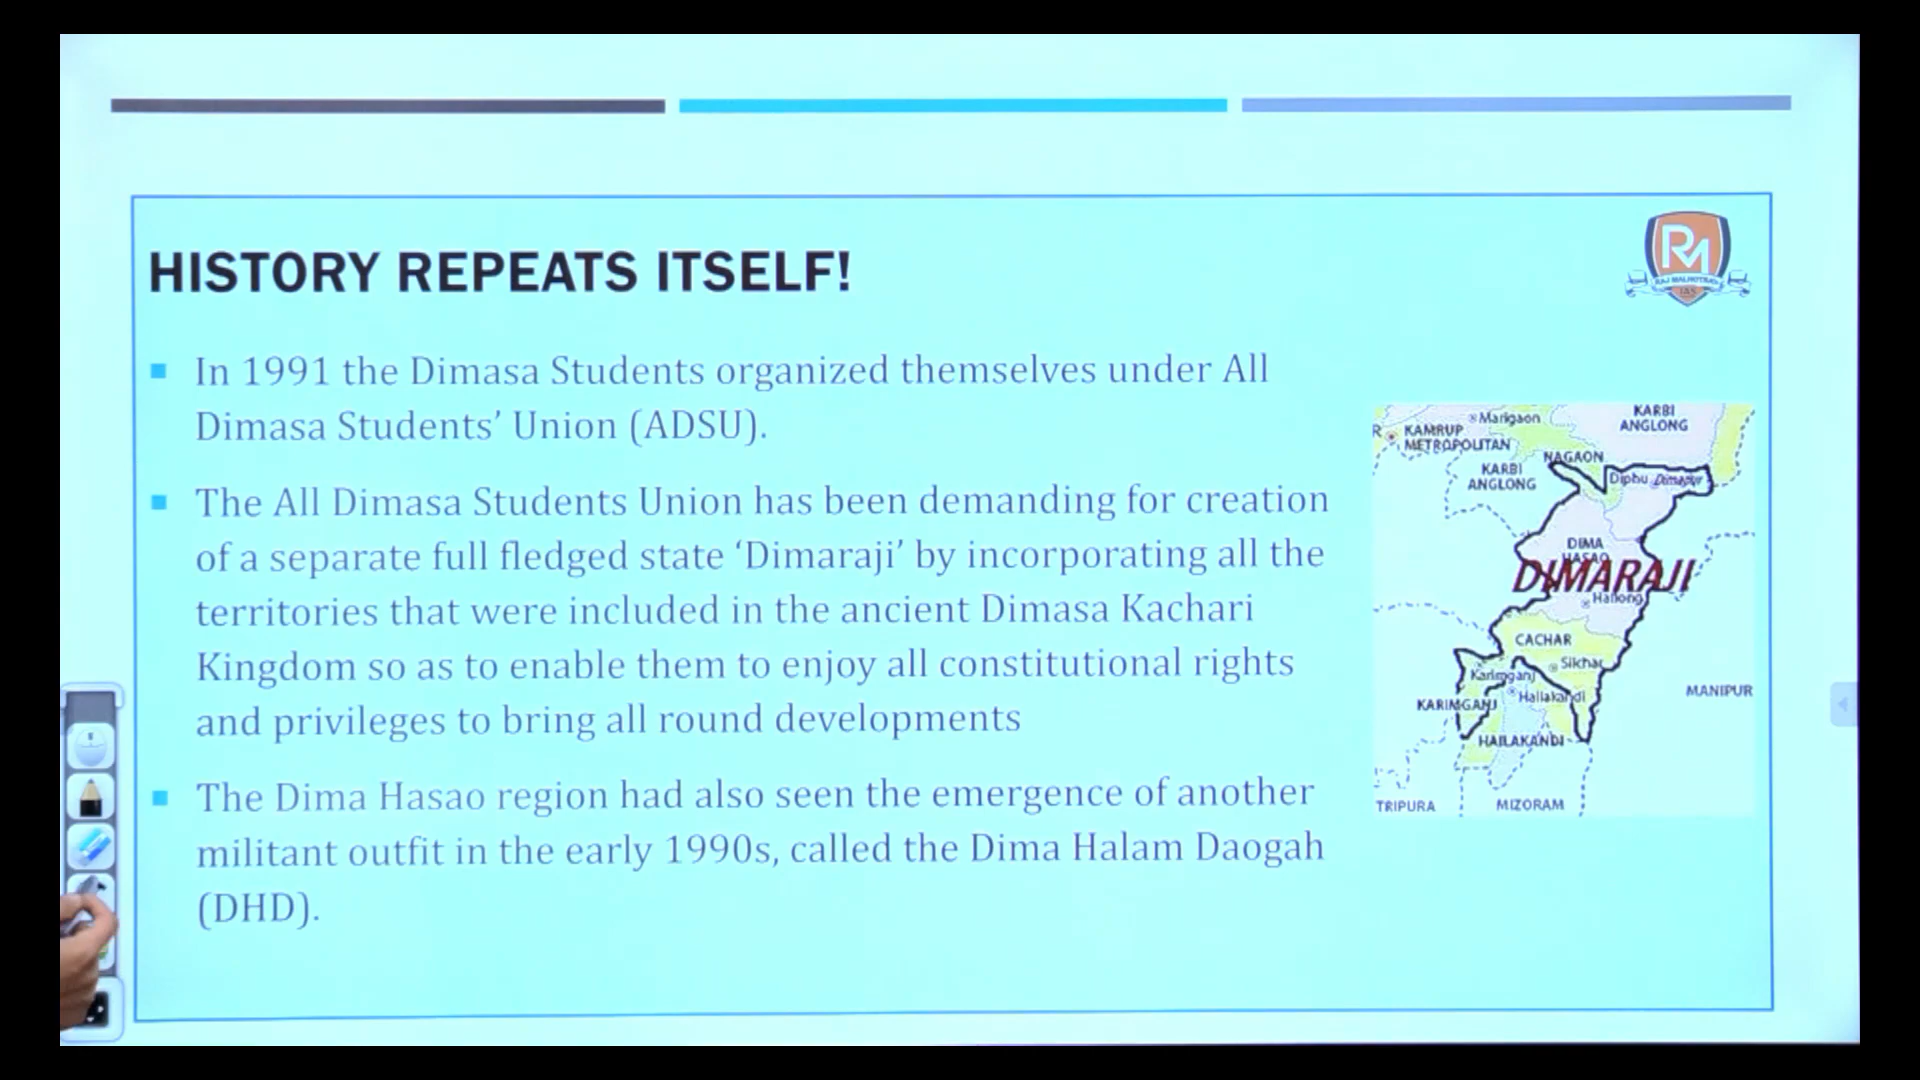 HISTORY REPEATS ITSELF!
RM
RAJ MALHOTRA'S
IAS
In 1991 the Dimasa Students organized themselves under All
Dimasa Students’ Union (ADSU).
The All Dimasa Students Union has been demanding for creation
of a separate full fledged state ‘Dimaraji’ by incorporating all the
territories that were included in the ancient Dimasa Kachari
Kingdom so as to enable them to enjoy all constitutional rights
and privileges to bring all round developments
The Dima Hasao region had also seen the emergence of another
militant outfit in the early 1990s, called the Dima Halam Daogah
(DHD).
Marigaon
KARBI
ANGLONG
R
KAMRUP
METROPOLITAN
NAGAON
KARBI
ANGLONG
Diphu
Dimapur
DIMA
HASAO
DIMARAJI
Haflong
CACHAR
Silchar
Karimganj
Hailakandi
KARIMGANJ
MANIPUR
HAILAKANDI
TRIPURA
MIZORAM